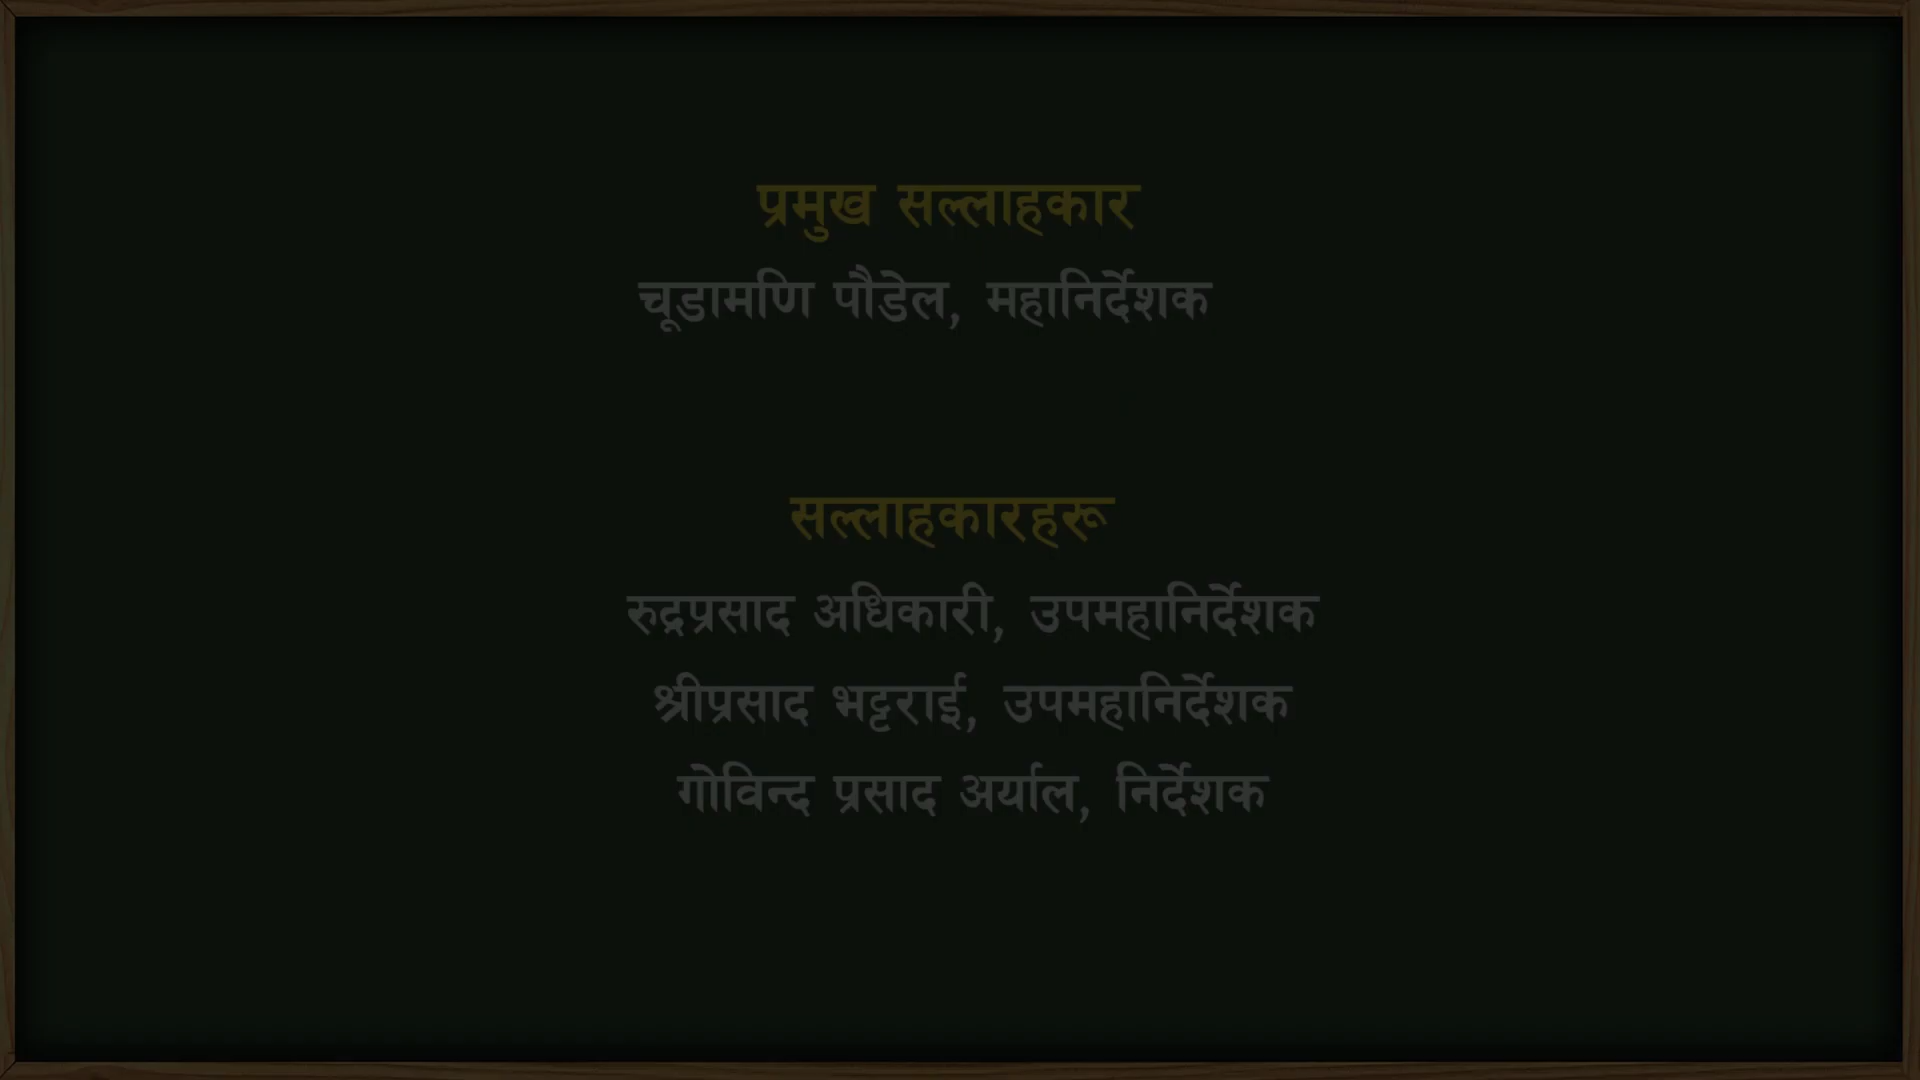 प्रमुख सल्लाहकार
चूडामणि पौडेल, महानिर्देशक
सल्लाहकारहरू
रुद्रप्रसाद अधिकारी, उपमहानिर्देशक
श्रीप्रसाद भट्टराई, उपमहानिर्देशक
गोविन्द प्रसाद अर्याल, निर्देशक